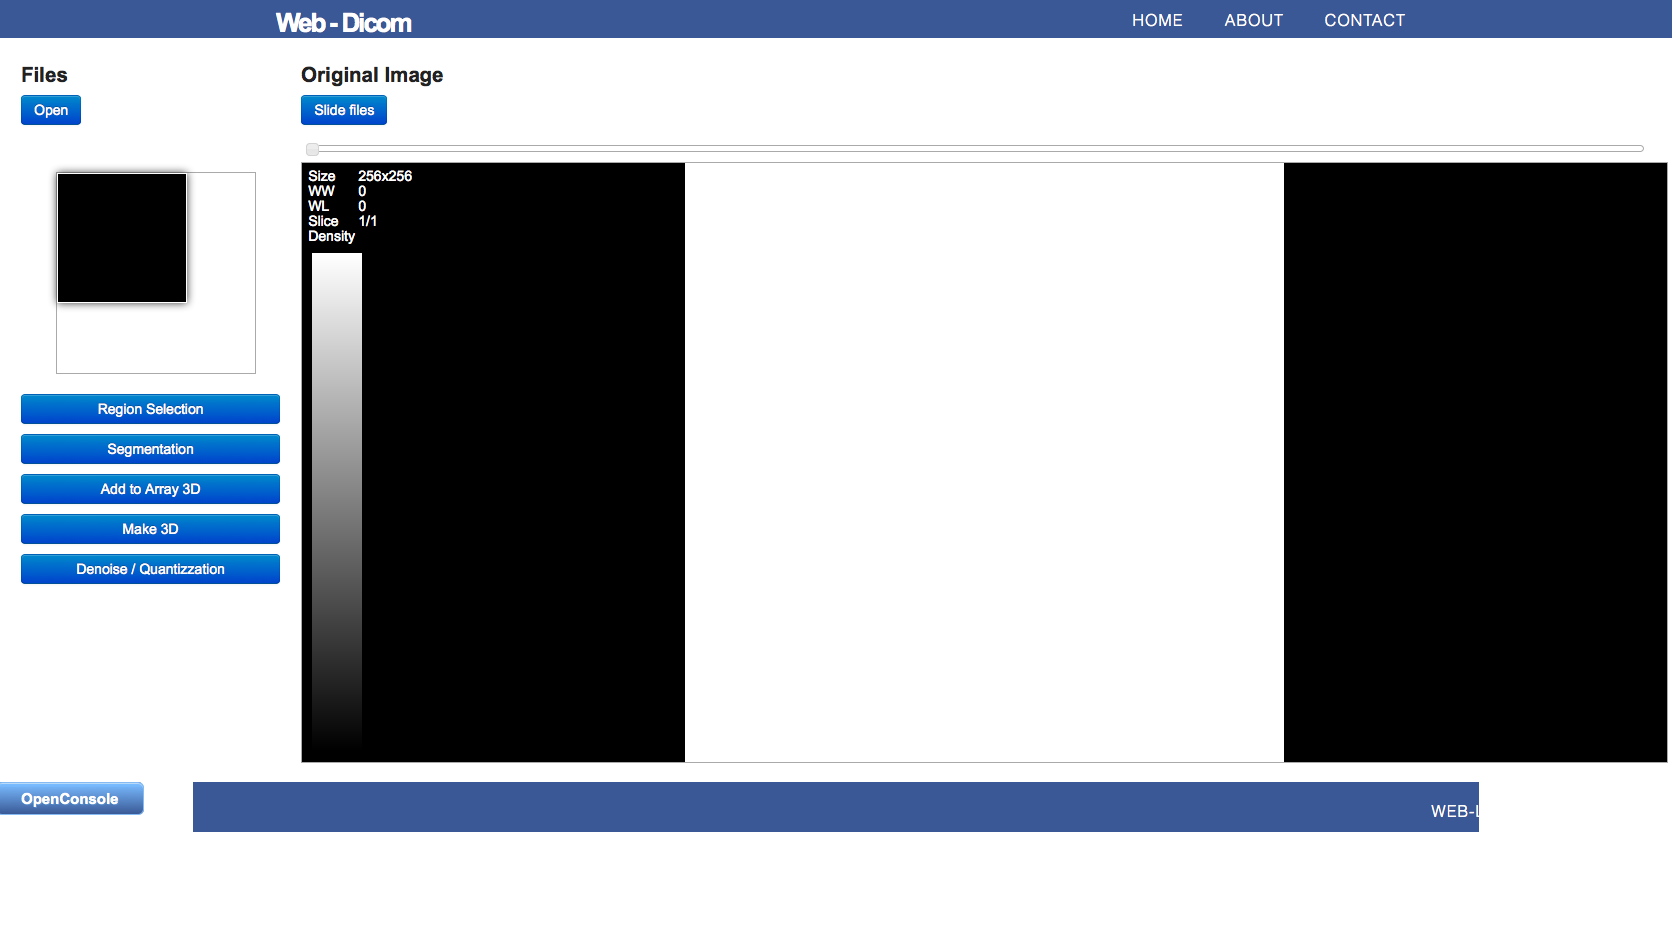 Web - Dicom
HOME ABOUT CONTACT
Files
Open
Original Image
Slide files
Size 256x256
WW 0
WL 0
Slice 1/1
Density
Region Selection
Segmentation
Add to Array 3D
Make 3D
Denoise / Quantizzation
OpenConsole
WEB-